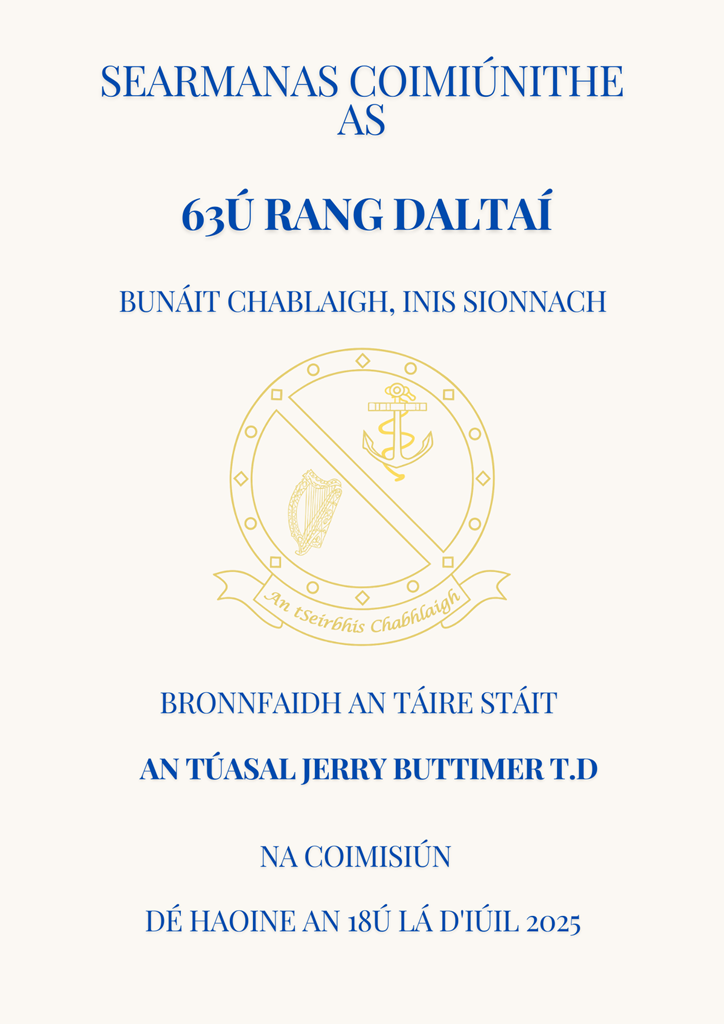 SEARMANAS COIMIÚNITHE
AS
63Ú RANG DALTAÍ
BUNÁIT CHABLAIGH, INIS SIONNACH
An tSeirbhis Chabhlaigh
BRONNFAIDH AN TÁIRE STÁIT
AN TÚASAL JERRY BUTTIMER T.D
NA COIMISIÚN
DÉ HAOINE AN 18Ú LÁ D'IÚIL 2025